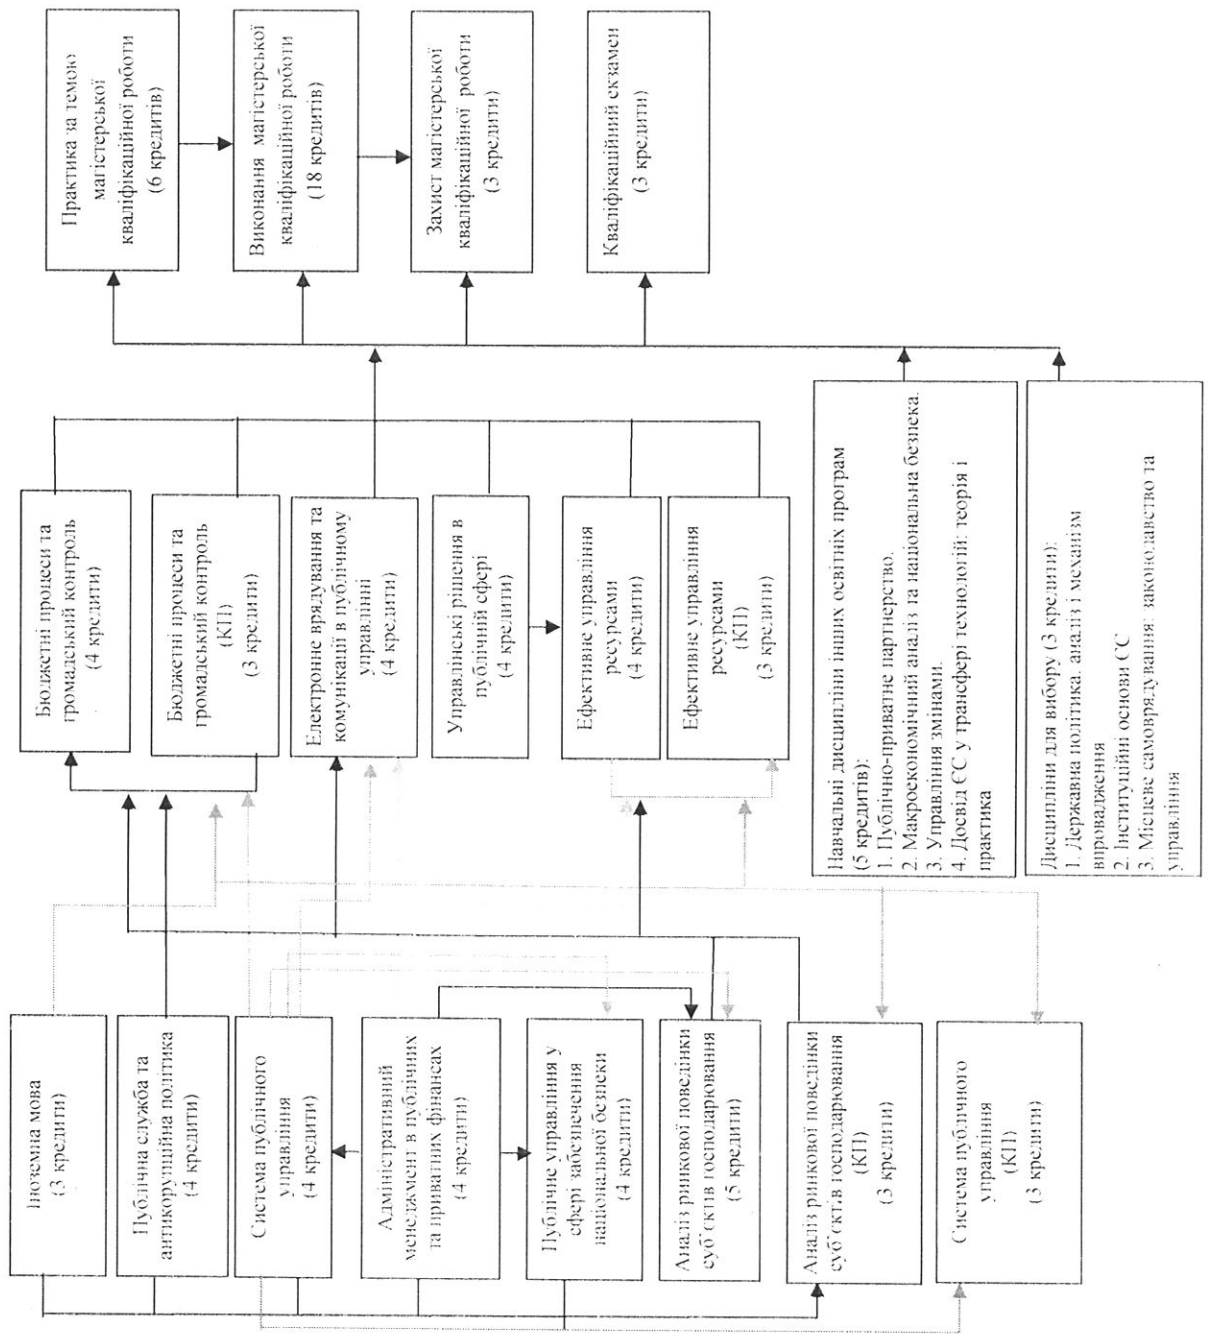 Іноземна мова
(3 кредити)
Публічна служба та
антикорупційна політика
(4 кредити)
Система публічного
управління
(4 кредити)
Адміністративний
менеджмент в публічних
та приватних фінансах
(4 кредити)
Публічне управління у
сфері забезпечення
національної безпеки
(4 кредити)
Аналіз ринкової поведінки
суб`єктів господарювання
(5 кредити)
Аналіз ринкової поведінки
суб`єктів господарювання
(КП)
(3 кредити)
Система публічного
управління
(КП)
(3 кредити)
Бюджетні процеси та
громадський контроль
(4 кредити)
Бюджетні процеси та
громадський контроль
(КП)
(3 кредити)
Електронне врядування та
комунікації в публічному
управлінні
(4 кредити)
Управлінські рішення в
публічній сфері
(4 кредити)
Ефективне управління
ресурсами
(4 кредити)
Ефективне управління
ресурсами
(КП)
(3 кредити)
Навчальні дисципліни інших освітніх програм
(5 кредитів):
1. Публічно-приватне партнерство.
2. Макроекономічний аналіз та національна безпека.
3. Управління змінами.
4. Досвід ЄС у трансфері технологій: теорія і
практика
Дисципліни для вибору (3 кредити):
1. Державна політика: аналіз і механізм
впровадження
2. Інституційні основи ЄС
3. Місцеве самоврядування: законодавство та
управління
Практика за темою
магістерської
кваліфікаційної роботи
(6 кредитів)
Виконання магістерської
кваліфікаційної роботи
(18 кредитів)
Захист магістерської
кваліфікаційної роботи
(3 кредити)
Кваліфікаційний екзамен
(3 кредити)